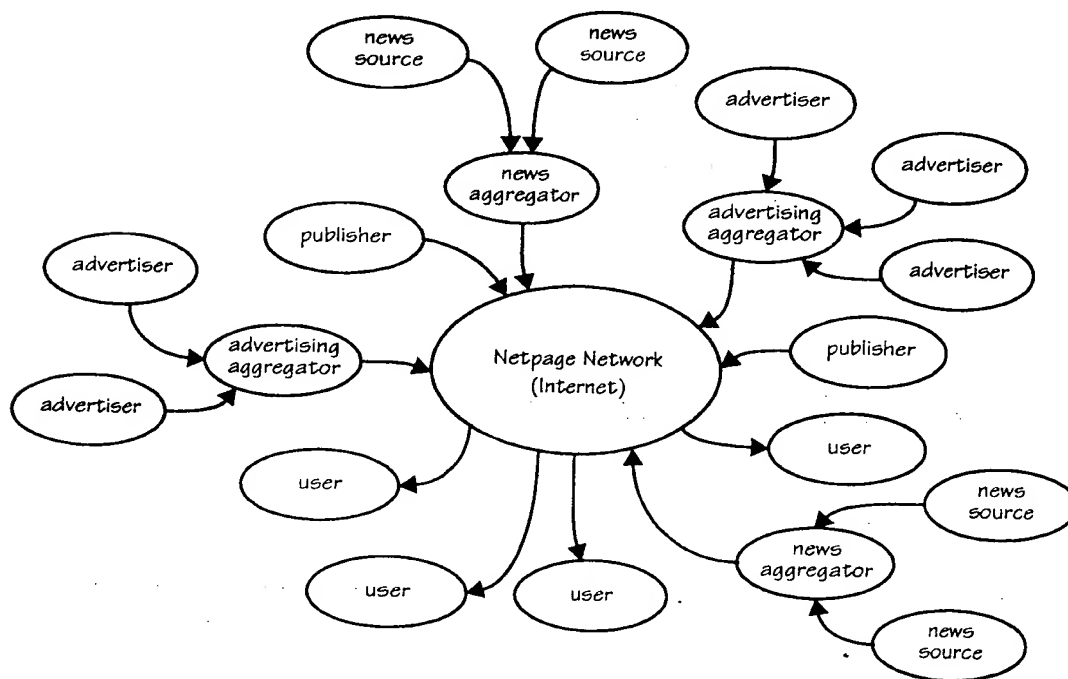 news
source
news
source
advertiser
news
aggregator
advertiser
advertising
aggregator
publisher
advertiser
advertiser
advertising
aggregator
Netpage Network
(Internet)
publisher
advertiser
user
user
news
source
news
aggregator
user
user
news
source